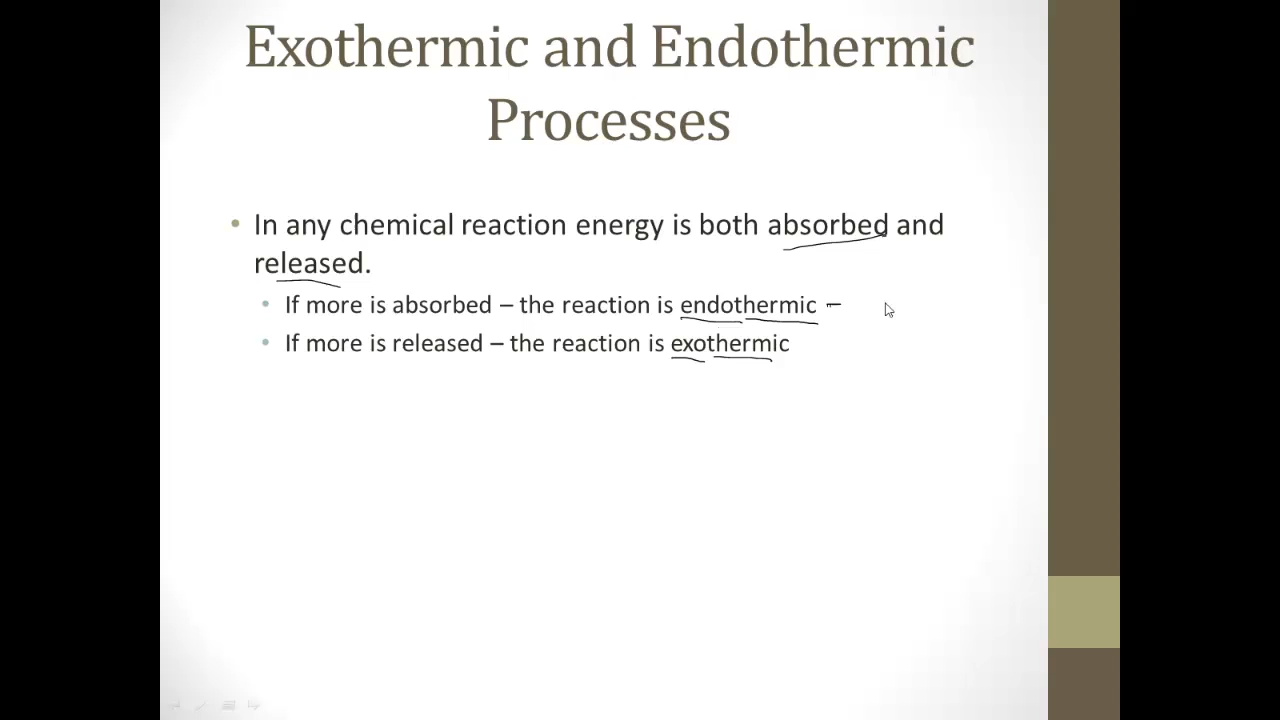 Exothermic and Endothermic
Processes
• In any chemical reaction energy is both absorbed and
released.
• If more is absorbed – the reaction is endothermic –
• If more is released – the reaction is exothermic